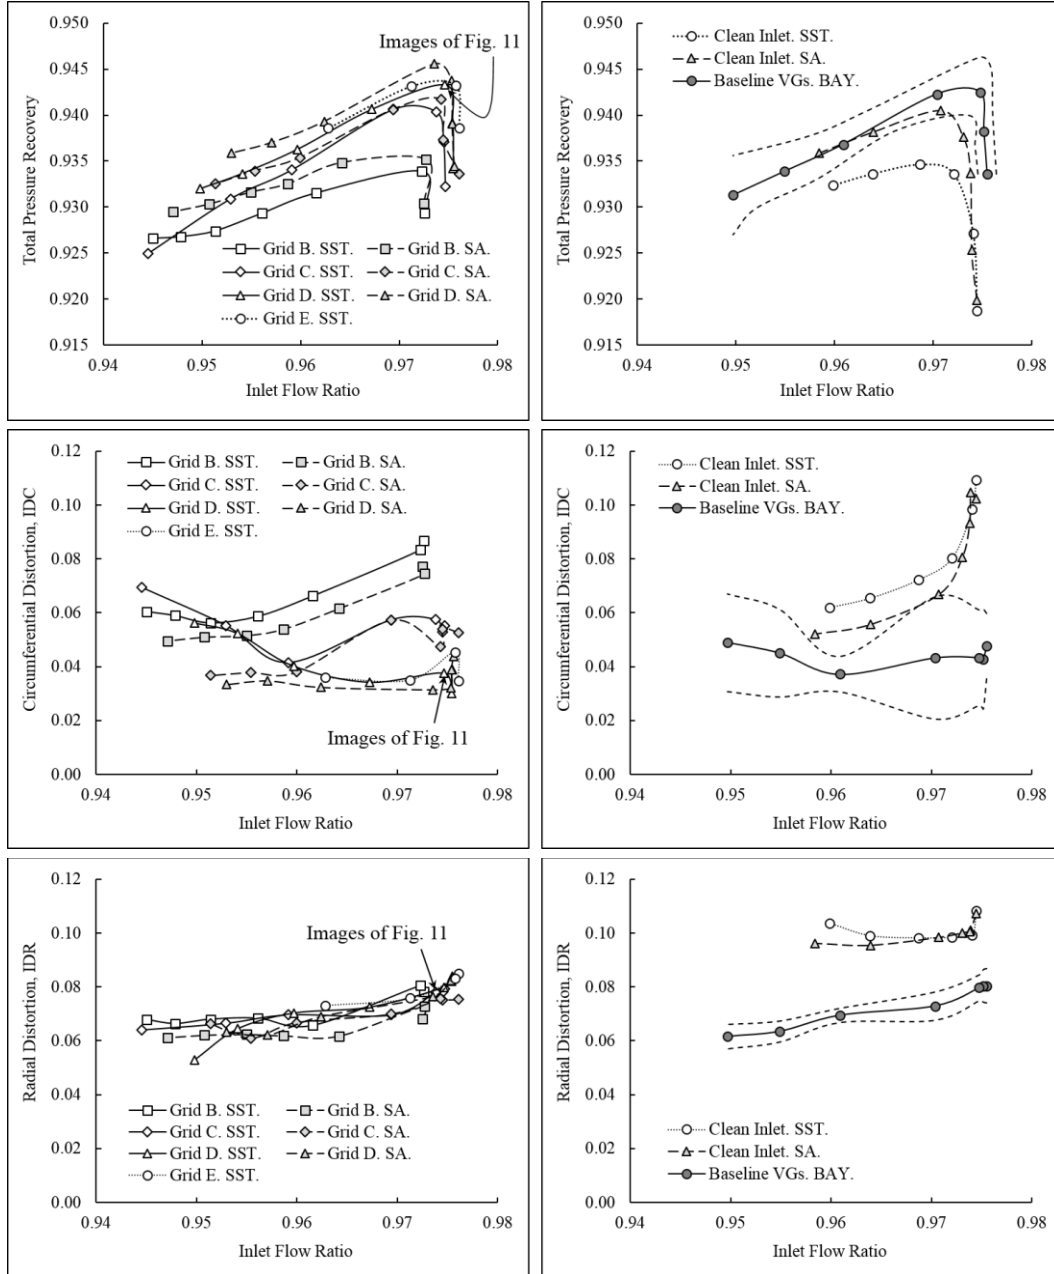 0.950
0.945
0.940
0.935
0.930
0.925
0.920
0.915
Total Pressure Recovery
Images of Fig. 11
Grid B. SST.
Grid B. SA.
Grid C. SST.
Grid C. SA.
Grid D. SST.
Grid D. SA.
Grid E. SST.
0.94
0.95
0.96
0.97
0.98
Inlet Flow Ratio
0.950
0.945
0.940
0.935
0.930
0.925
0.920
0.915
Total Pressure Recovery
Clean Inlet. SST.
Clean Inlet. SA.
Baseline VGs. BAY.
0.94
0.95
0.96
0.97
0.98
Inlet Flow Ratio
0.12
0.10
0.08
0.06
0.04
0.02
0.00
Circumferential Distortion, IDC
Grid B. SST.
Grid B. SA.
Grid C. SST.
Grid C. SA.
Grid D. SST.
Grid D. SA.
Grid E. SST.
Images of Fig. 11
0.94
0.95
0.96
0.97
0.98
Inlet Flow Ratio
0.12
0.10
0.08
0.06
0.04
0.02
0.00
Circumferential Distortion, IDC
Clean Inlet. SST.
Clean Inlet. SA.
Baseline VGs. BAY.
0.94
0.95
0.96
0.97
0.98
Inlet Flow Ratio
0.12
0.10
0.08
0.06
0.04
0.02
0.00
Radial Distortion, IDR
Images of Fig. 11
Grid B. SST.
Grid B. SA.
Grid C. SST.
Grid C. SA.
Grid D. SST.
Grid D. SA.
Grid E. SST.
0.94
0.95
0.96
0.97
0.98
Inlet Flow Ratio
0.12
0.10
0.08
0.06
0.04
0.02
0.00
Radial Distortion, IDR
Clean Inlet. SST.
Clean Inlet. SA.
Baseline VGs. BAY.
0.94
0.95
0.96
0.97
0.98
Inlet Flow Ratio